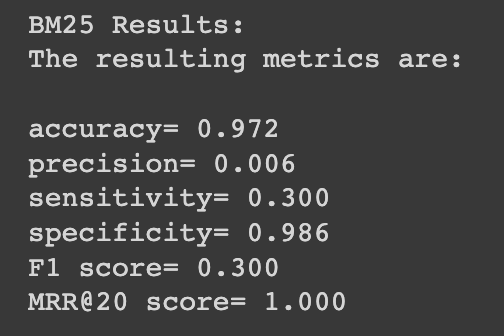 BM25 Results:
The resulting metrics are:
accuracy= 0.972
precision= 0.006
sensitivity= 0.300
specificity= 0.986
F1 score= 0.300
MRR@20 score= 1.000